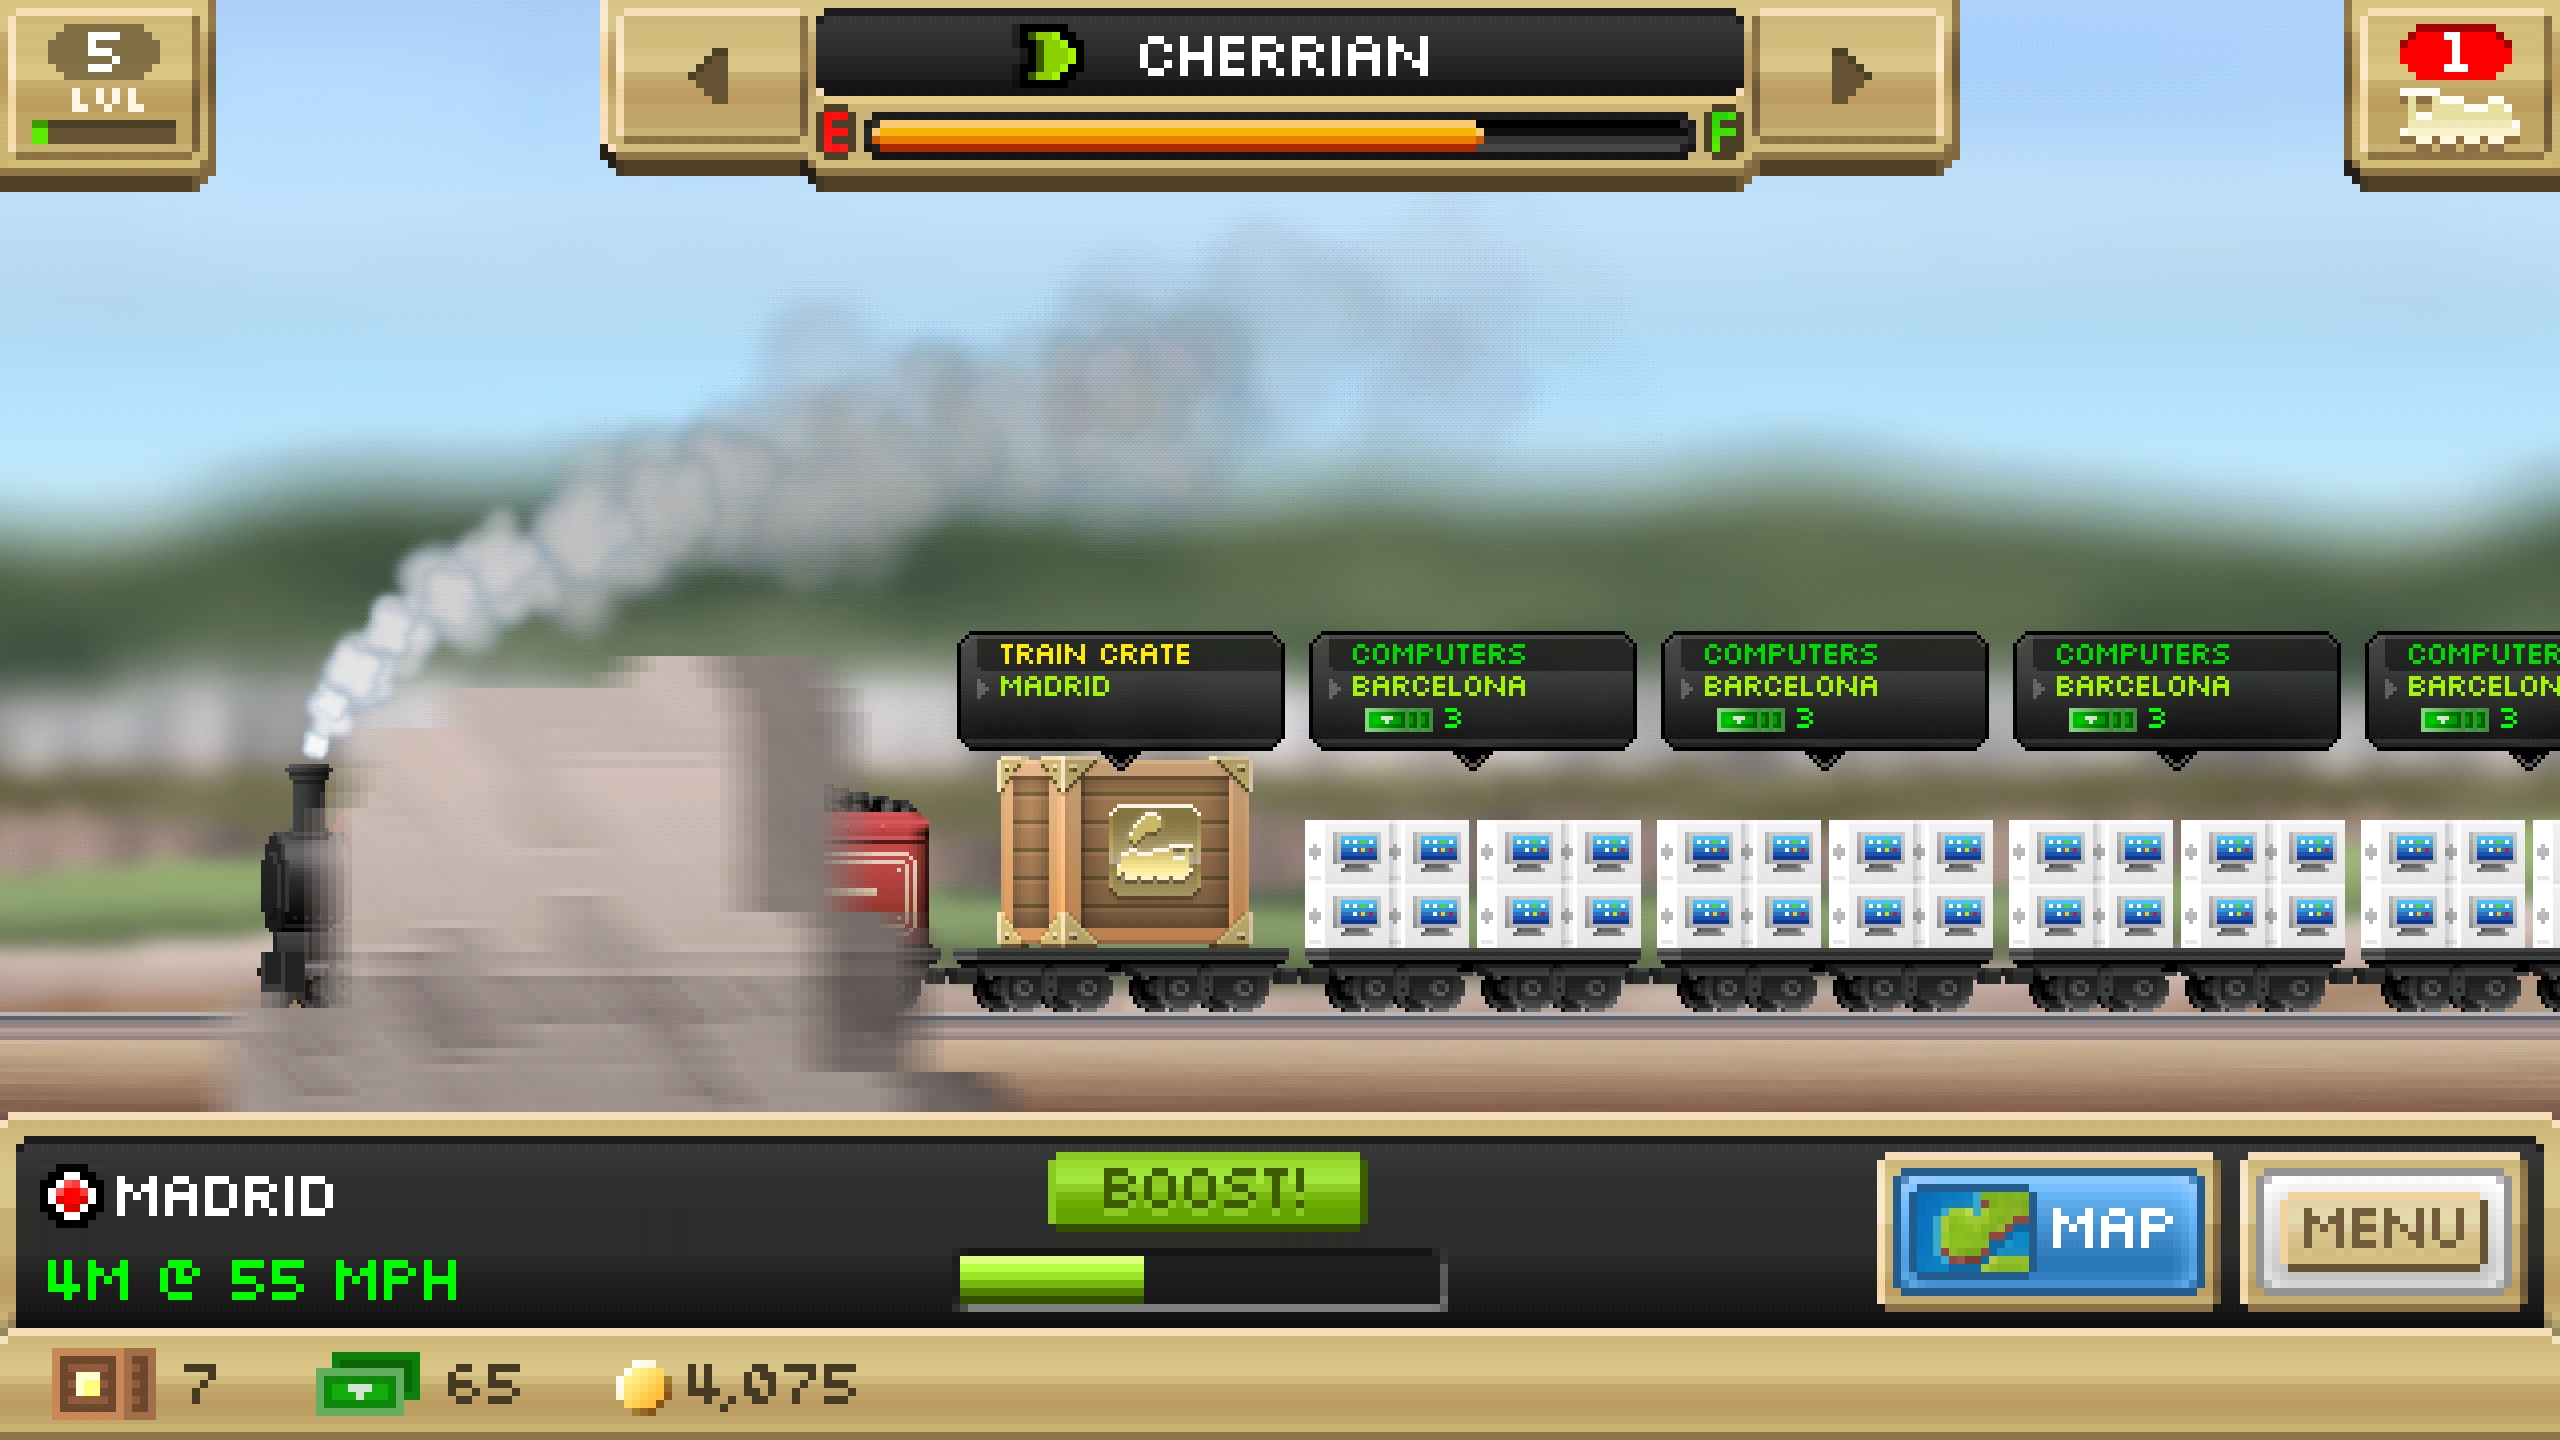 5
LVL
CHERRIAN
E
F
1
TRAIN CRATE
MADRID
COMPUTERS
BARCELONA
3
COMPUTERS
BARCELONA
3
COMPUTERS
BARCELONA
3
COMPUTER
BARCELON
3
MADRID
4M @ 55 MPH
BOOST!
MAP
MENU
7
65
4,075